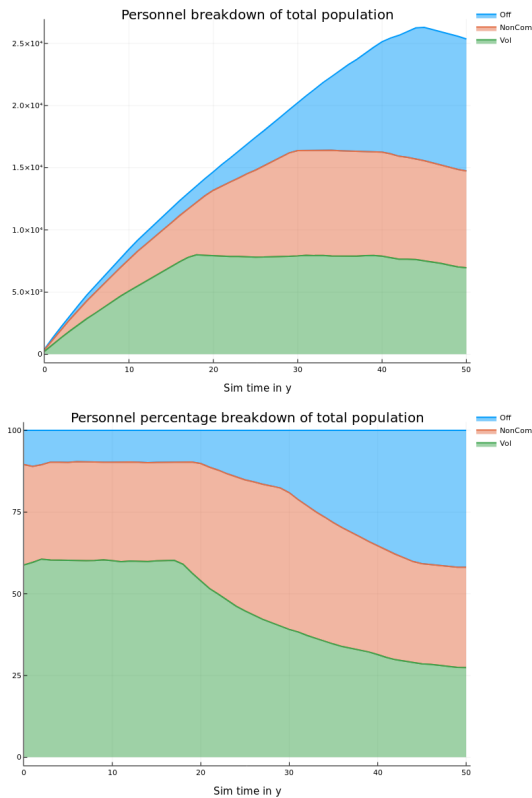 Personnel breakdown of total population
Off
NonCom
Vol
2.5×10⁴
2.0×10⁴
1.5×10⁴
1.0×10⁴
5.0×10³
0
0 10 20 30 40 50
Sim time in y
Personnel percentage breakdown of total population
Off
NonCom
Vol
100
75
50
25
0
0 10 20 30 40 50
Sim time in y